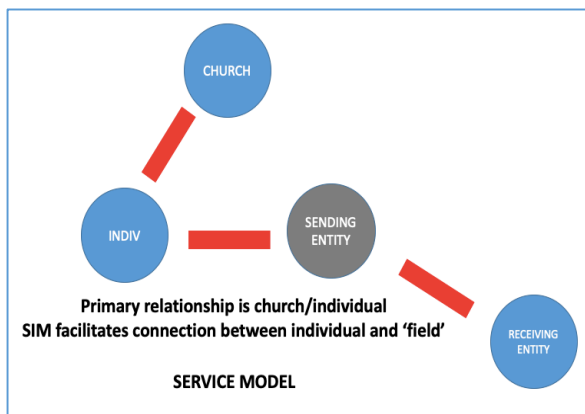 CHURCH
INDIV
SENDING
ENTITY
Primary relationship is church/individual
SIM facilitates connection between individual and ‘field’
RECEIVING
ENTITY
SERVICE MODEL